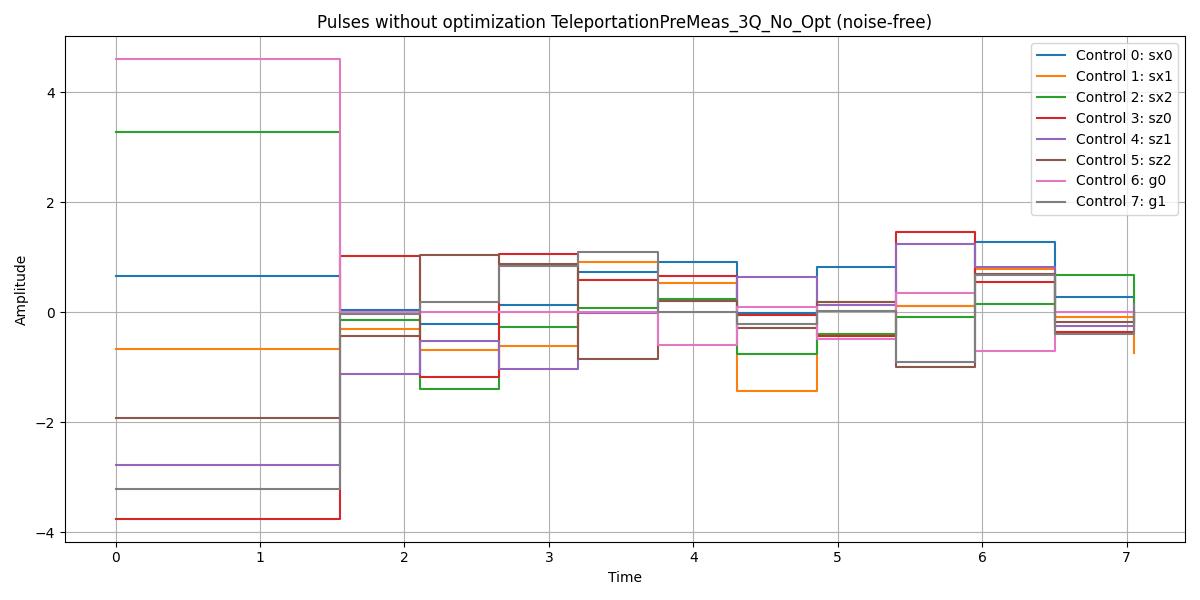 Pulses without optimization TeleportationPreMeas_3Q_No_Opt (noise-free)
Control 0: sx0
Control 1: sx1
Control 2: sx2
Control 3: sz0
Control 4: sz1
Control 5: sz2
Control 6: g0
Control 7: g1
Amplitude
4
2
0
−2
−4
0 1 2 3 4 5 6 7
Time